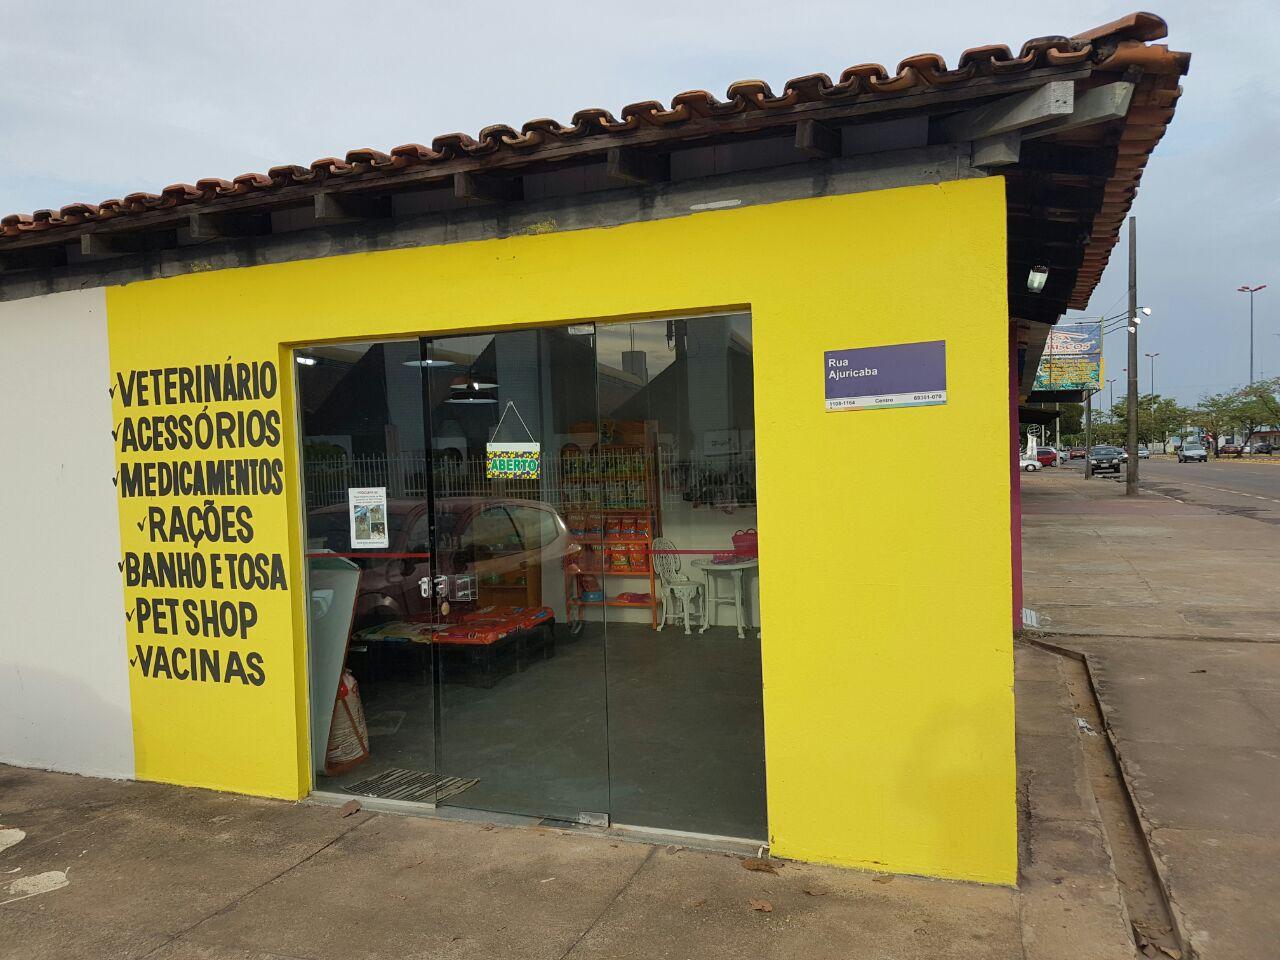 VETERINÁRIO
ACESSÓRIOS
MEDICAMENTOS
RAÇÕES
BANHO E TOSA
PET SHOP
VACINAS
ABERTO
Rua
Ajuricaba
1108-1164 Centro 69301-070